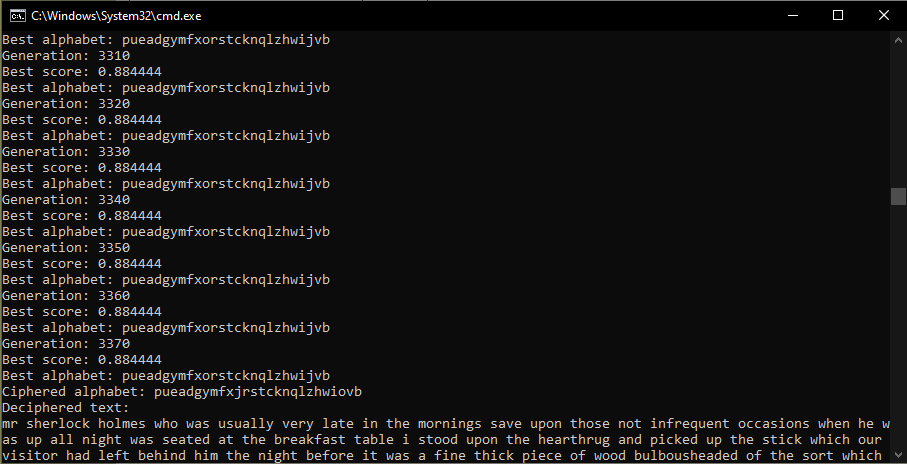 C:\Windows\System32\cmd.exe
Best alphabet: pueadgymfxorstcknqlzhwijvb
Generation: 3310
Best score: 0.884444
Best alphabet: pueadgymfxorstcknqlzhwijvb
Generation: 3320
Best score: 0.884444
Best alphabet: pueadgymfxorstcknqlzhwijvb
Generation: 3330
Best score: 0.884444
Best alphabet: pueadgymfxorstcknqlzhwijvb
Generation: 3340
Best score: 0.884444
Best alphabet: pueadgymfxorstcknqlzhwijvb
Generation: 3350
Best score: 0.884444
Best alphabet: pueadgymfxorstcknqlzhwijvb
Generation: 3360
Best score: 0.884444
Best alphabet: pueadgymfxorstcknqlzhwijvb
Generation: 3370
Best score: 0.884444
Best alphabet: pueadgymfxorstcknqlzhwijvb
Ciphered alphabet: pueadgymfxjrstcknqlzhwiovb
Deciphered text:
mr sherlock holmes who was usually very late in the mornings save upon those not infrequent occasions when he w
as up all night was seated at the breakfast table i stood upon the hearthrug and picked up the stick which our
visitor had left behind him the night before it was a fine thick piece of wood bulbousheaded of the sort which